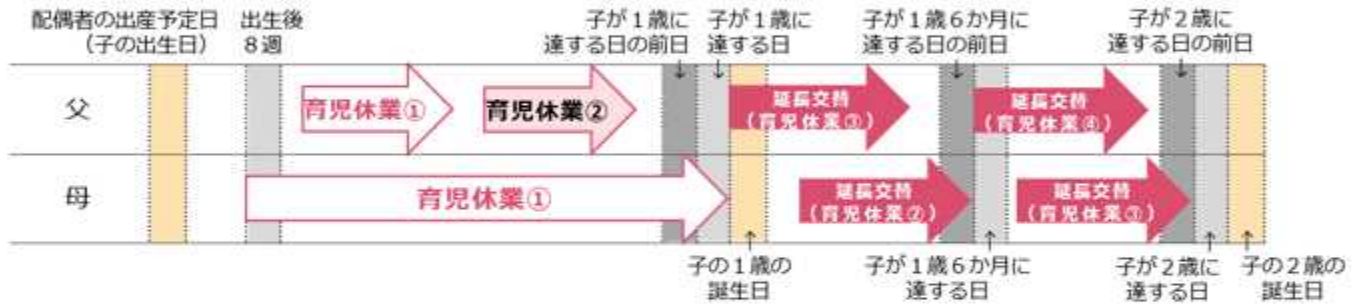 配偶者の出産予定日
（子の出生日）
出生後
８週
子が１歳に
達する日の前日
子が１歳に
達する日
子が１歳６か月に
達する日の前日
子が２歳に
達する日の前日
父
育児休業①
育児休業②
延長交替
（育児休業③）
延長交替
（育児休業④）
母
育児休業①
延長交替
（育児休業②）
延長交替
（育児休業③）
子の１歳の
誕生日
子が１歳６か月に
達する日
子が２歳に
達する日
子の２歳の
誕生日